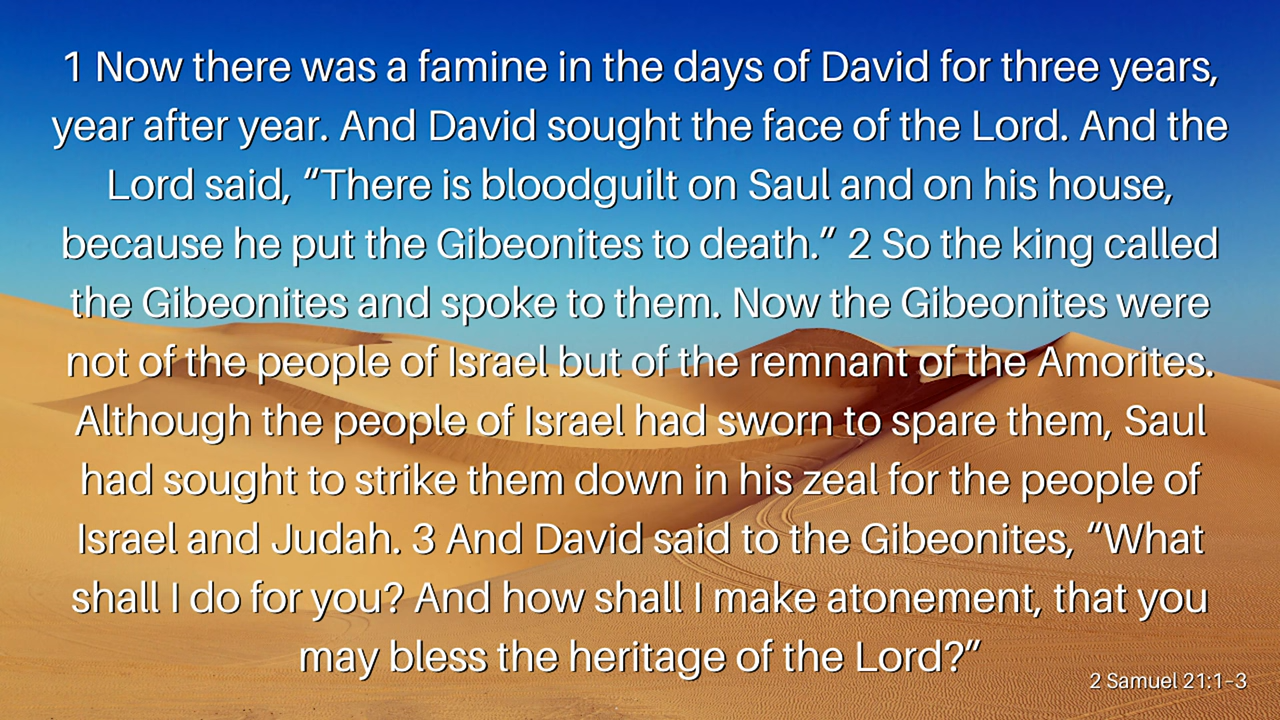 1 Now there was a famine in the days of David for three years,
year after year. And David sought the face of the Lord. And the
Lord said, “There is bloodguilt on Saul and on his house,
because he put the Gibeonites to death.” 2 So the king called
the Gibeonites and spoke to them. Now the Gibeonites were
not of the people of Israel but of the remnant of the Amorites.
Although the people of Israel had sworn to spare them, Saul
had sought to strike them down in his zeal for the people of
Israel and Judah. 3 And David said to the Gibeonites, “What
shall I do for you? And how shall I make atonement, that you
may bless the heritage of the Lord?”
2 Samuel 21:1–3